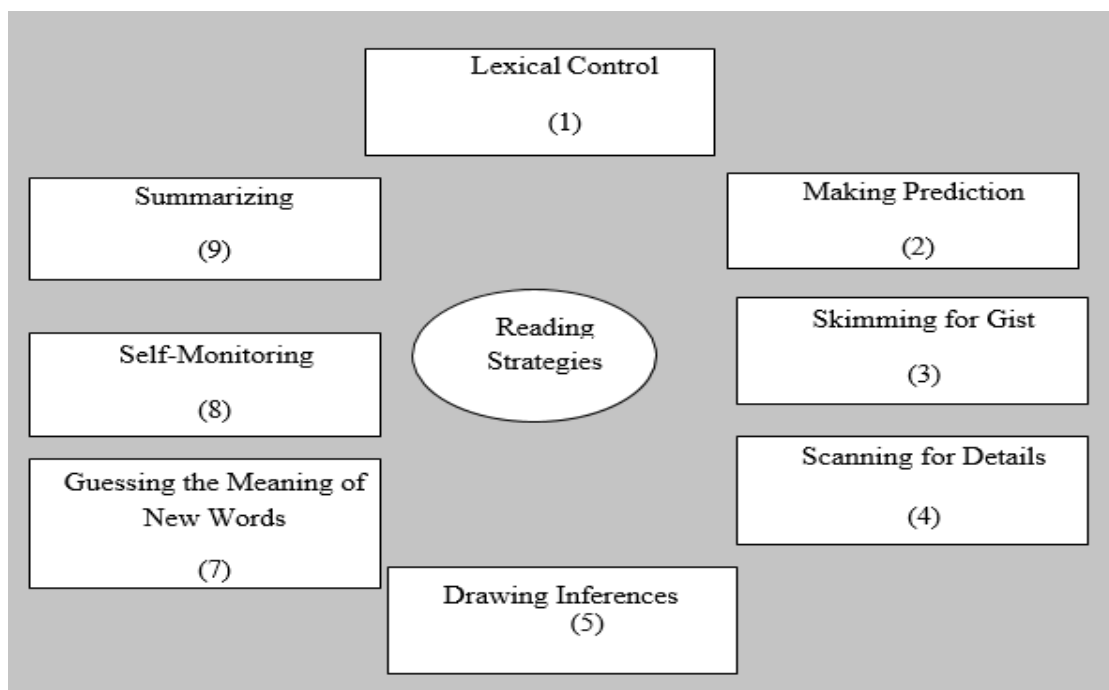 Lexical Control
(1)
Making Prediction
(2)
Skimming for Gist
(3)
Scanning for Details
(4)
Drawing Inferences
(5)
Guessing the Meaning of
New Words
(7)
Self-Monitoring
(8)
Summarizing
(9)
Reading
Strategies